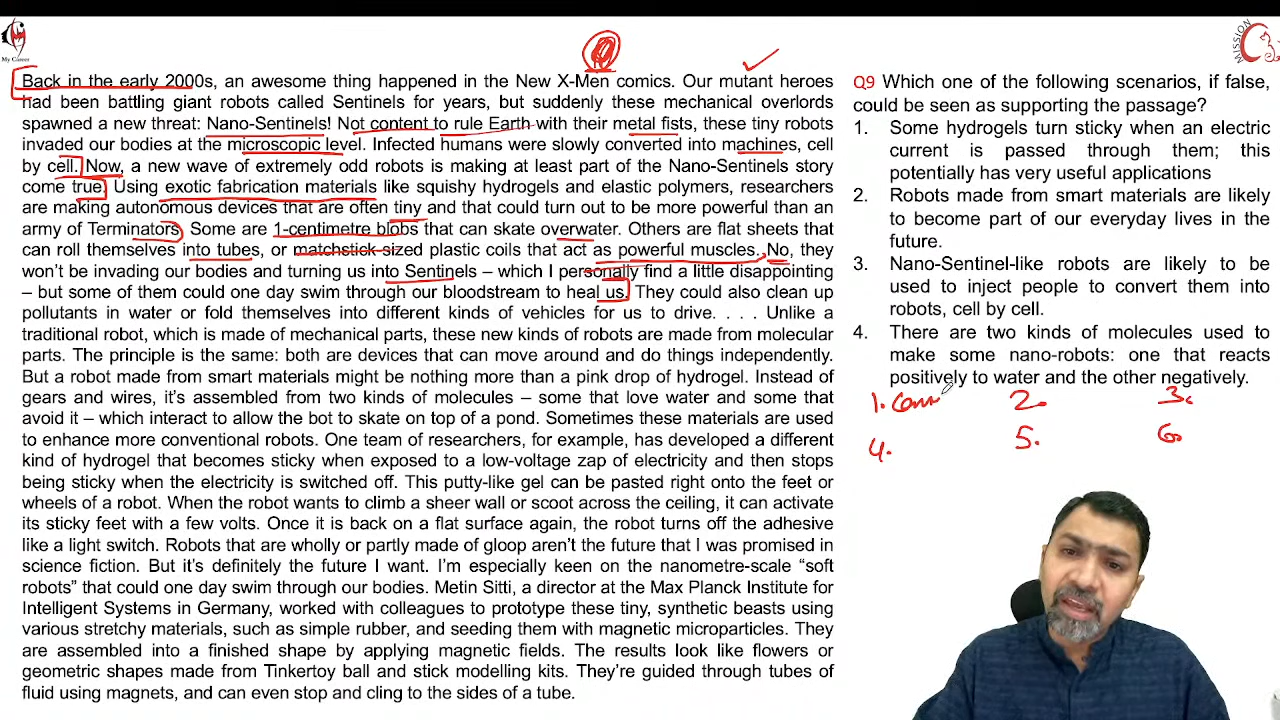 My Career
MISSION
Back in the early 2000s, an awesome thing happened in the New X-Men comics. Our mutant heroes
had been battling giant robots called Sentinels for years, but suddenly these mechanical overlords
spawned a new threat: Nano-Sentinels! Not content to rule Earth with their metal fists, these tiny robots
invaded our bodies at the microscopic level. Infected humans were slowly converted into machines, cell
by cell. Now, a new wave of extremely odd robots is making at least part of the Nano-Sentinels story
come true. Using exotic fabrication materials like squishy hydrogels and elastic polymers, researchers
are making autonomous devices that are often tiny and that could turn out to be more powerful than an
army of Terminators. Some are 1-centimetre blobs that can skate overwater. Others are flat sheets that
can roll themselves into tubes, or matchstick-sized plastic coils that act as powerful muscles. No, they
won't be invading our bodies and turning us into Sentinels – which I personally find a little disappointing
– but some of them could one day swim through our bloodstream to heal us. They could also clean up
pollutants in water or fold themselves into different kinds of vehicles for us to drive. . . . Unlike a
traditional robot, which is made of mechanical parts, these new kinds of robots are made from molecular
parts. The principle is the same: both are devices that can move around and do things independently.
But a robot made from smart materials might be nothing more than a pink drop of hydrogel. Instead of
gears and wires, it's assembled from two kinds of molecules – some that love water and some that
avoid it – which interact to allow the bot to skate on top of a pond. Sometimes these materials are used
to enhance more conventional robots. One team of researchers, for example, has developed a different
kind of hydrogel that becomes sticky when exposed to a low-voltage zap of electricity and then stops
being sticky when the electricity is switched off. This putty-like gel can be pasted right onto the feet or
wheels of a robot. When the robot wants to climb a sheer wall or scoot across the ceiling, it can activate
its sticky feet with a few volts. Once it is back on a flat surface again, the robot turns off the adhesive
like a light switch. Robots that are wholly or partly made of gloop aren't the future that I was promised in
science fiction. But it's definitely the future I want. I'm especially keen on the nanometre-scale "soft
robots" that could one day swim through our bodies. Metin Sitti, a director at the Max Planck Institute for
Intelligent Systems in Germany, worked with colleagues to prototype these tiny, synthetic beasts using
various stretchy materials, such as simple rubber, and seeding them with magnetic microparticles. They
are assembled into a finished shape by applying magnetic fields. The results look like flowers or
geometric shapes made from Tinkertoy ball and stick modelling kits. They're guided through tubes of
fluid using magnets, and can even stop and cling to the sides of a tube.
Q9 Which one of the following scenarios, if false,
could be seen as supporting the passage?
1. Some hydrogels turn sticky when an electric
current is passed through them; this
potentially has very useful applications
2. Robots made from smart materials are likely
to become part of our everyday lives in the
future.
3. Nano-Sentinel-like robots are likely to be
used to inject people to convert them into
robots, cell by cell.
4. There are two kinds of molecules used to
make some nano-robots: one that reacts
positively to water and the other negatively.
1. 2. 3.
4. 5. 6.